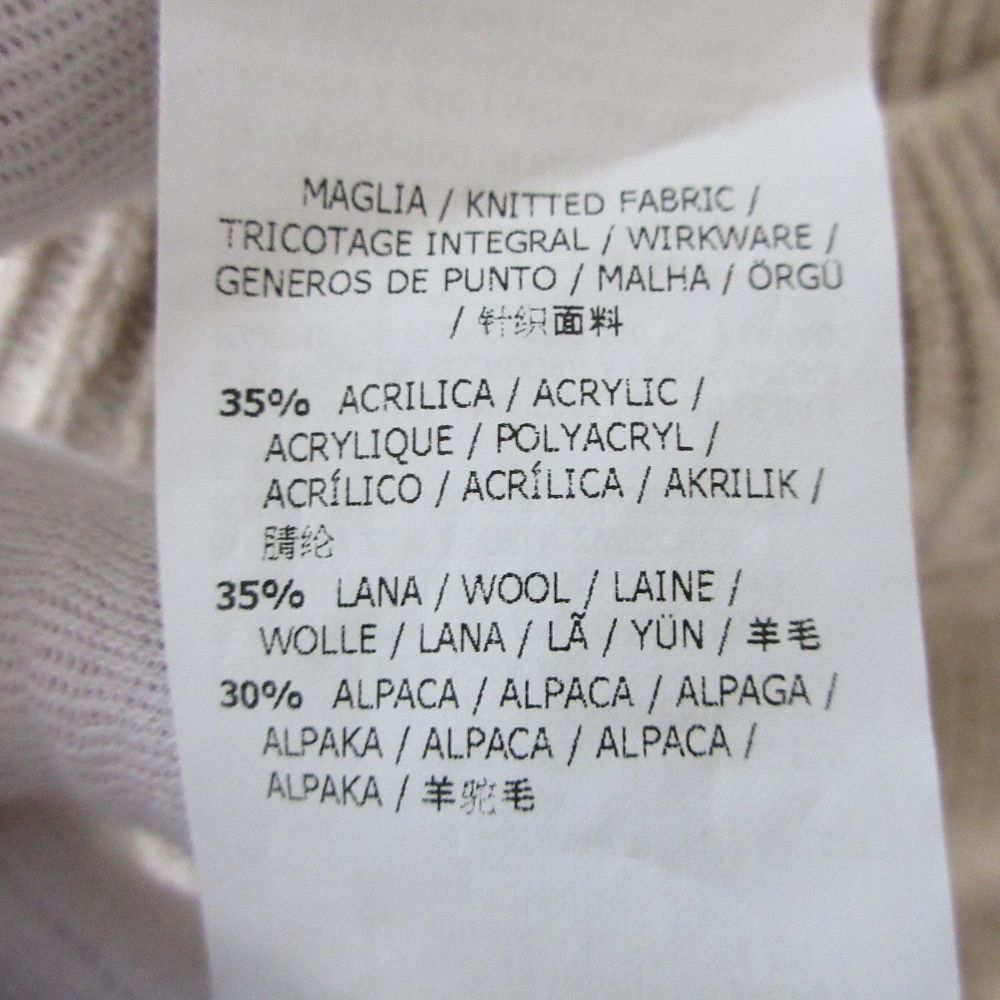 MAGLIA / KNITTED FABRIC /
TRICOTAGE INTEGRAL / WIRKWARE /
GENEROS DE PUNTO / MALHA / ÖRGÜ
/ 针织面料
35% ACRILICA / ACRYLIC /
ACRYLIQUE / POLYACRYL /
ACRÍLICO / ACRÍLICA / AKRILIK /
腈纶
35% LANA / WOOL / LAINE /
WOLLE / LANA / LÃ / YÜN / 羊毛
30% ALPACA / ALPACA / ALPAGA /
ALPAKA / ALPACA / ALPACA /
ALPAKA / 羊驼毛